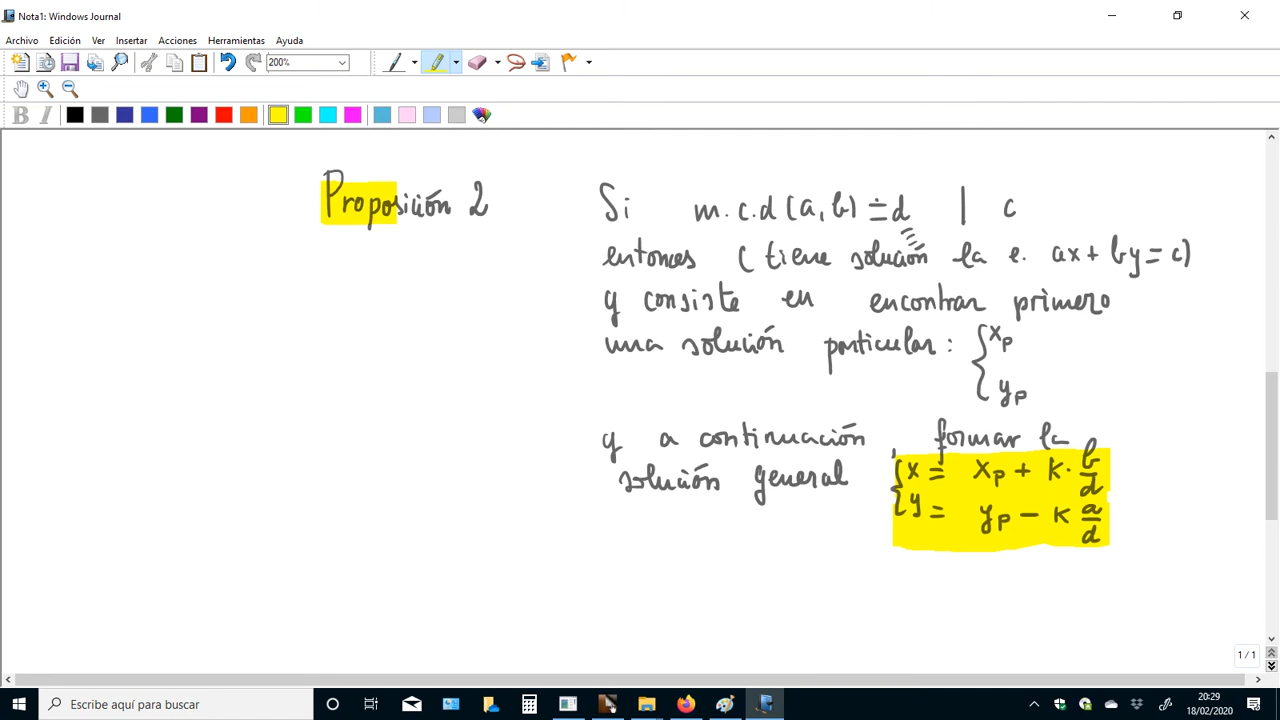 Nota1: Windows Journal
Archivo Edición Ver Insertar Acciones Herramientas Ayuda
200%
B I
Proposición 2 Si m.c.d(a,b) ≐ d | c
entonces (tiene solución la e. ax + by = c)
y consiste en encontrar primero
una solución particular: { xp
yp
y a continuación, formar la
solución general { x = xp + k · b/d
y = yp − k a/d
1 / 1
Escribe aquí para buscar
20:29
18/02/2020